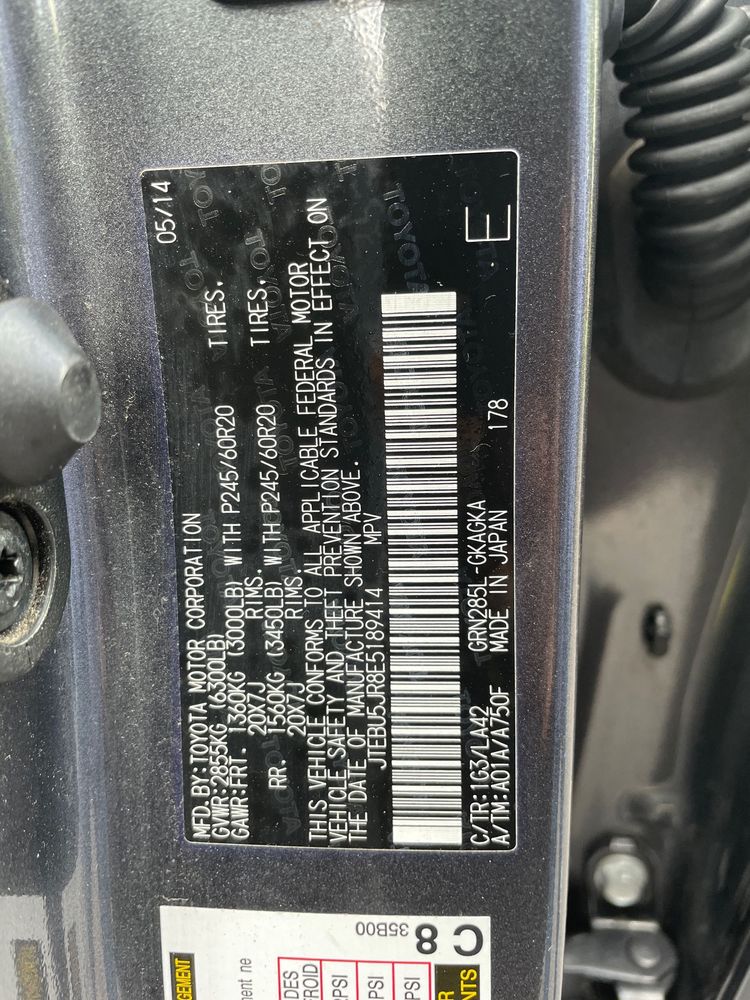 05/14
MFD. BY: TOYOTA MOTOR CORPORATION
GVWR: 2855KG (6300LB)
GAWR: FRT. 1360KG (3000LB) WITH P245/60R20 TIRES.
20X7J RIMS.
RR. 1560KG (3450LB) WITH P245/60R20 TIRES.
20X7J RIMS.
THIS VEHICLE CONFORMS TO ALL APPLICABLE FEDERAL MOTOR
VEHICLE SAFETY AND THEFT PREVENTION STANDARDS IN EFFECT ON
THE DATE OF MANUFACTURE SHOWN ABOVE.
JTEBU5JR8E5189414 MPV
C/TR: 1G3/LA42 GRN285L-GKAGKA
A/TM: A01A/A750F MADE IN JAPAN 178
E
TOYOTA
C 8
35B00